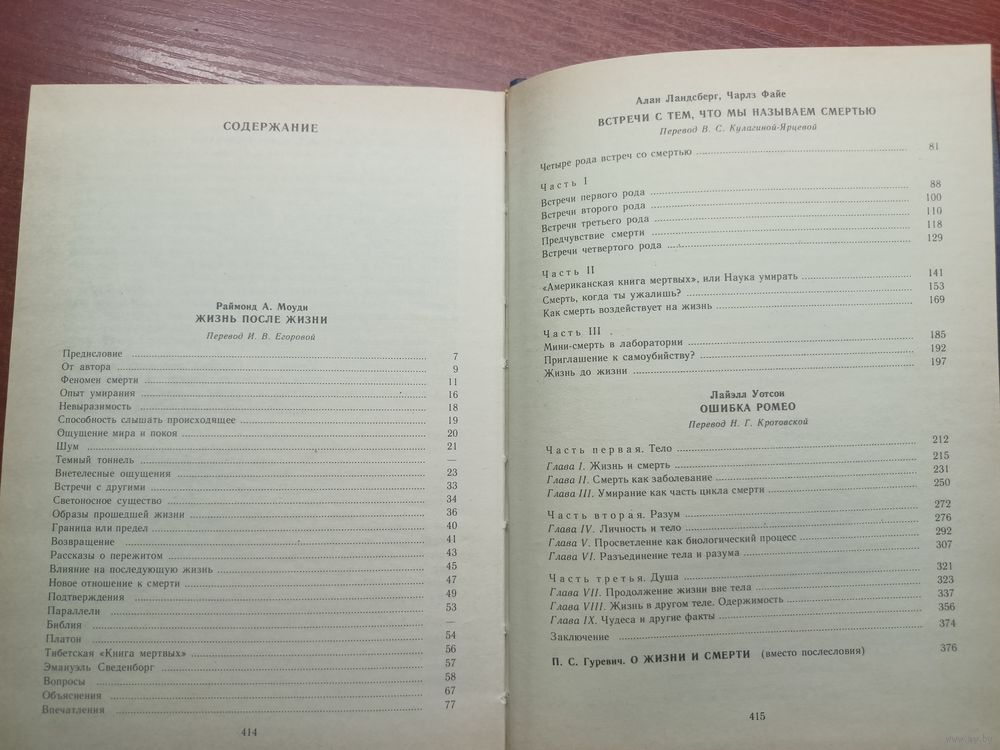 СОДЕРЖАНИЕ
Раймонд А. Моуди
ЖИЗНЬ ПОСЛЕ ЖИЗНИ
Перевод И. В. Егоровой
Предисловие 7
От автора 9
Феномен смерти 11
Опыт умирания 16
Невыразимость 18
Способность слышать происходящее 19
Ощущение мира и покоя 20
Шум 21
Темный тоннель —
Внетелесные ощущения 23
Встречи с другими 33
Светоносное существо 34
Образы прошедшей жизни 36
Граница или предел 40
Возвращение 41
Рассказы о пережитом 43
Влияние на последующую жизнь 45
Новое отношение к смерти 47
Подтверждения 49
Параллели 53
Библия —
Платон 54
Тибетская «Книга мертвых» 56
Эмануэль Сведенборг 57
Вопросы 58
Объяснения 67
Впечатления 77
414
Алан Ландсберг, Чарлз Файе
ВСТРЕЧИ С ТЕМ, ЧТО МЫ НАЗЫВАЕМ СМЕРТЬЮ
Перевод В. С. Кулагиной-Ярцевой
Четыре рода встреч со смертью 81
Часть I
Встречи первого рода 88
Встречи второго рода 100
Встречи третьего рода 110
Предчувствие смерти 118
Встречи четвертого рода 129
Часть II
«Американская книга мертвых», или Наука умирать 141
Смерть, когда ты ужалишь? 153
Как смерть воздействует на жизнь 169
Часть III
Мини-смерть в лаборатории 185
Приглашение к самоубийству? 192
Жизнь до жизни 197
Лайэлл Уотсон
ОШИБКА РОМЕО
Перевод Н. Г. Кротовской
Часть первая. Тело 212
Глава I. Жизнь и смерть 215
Глава II. Смерть как заболевание 231
Глава III. Умирание как часть цикла смерти 250
Часть вторая. Разум 272
Глава IV. Личность и тело 276
Глава V. Просветление как биологический процесс 292
Глава VI. Разъединение тела и разума 307
Часть третья. Душа 321
Глава VII. Продолжение жизни вне тела 323
Глава VIII. Жизнь в другом теле. Одержимость 337
Глава IX. Чудеса и другие факты 356
Заключение 374
П. С. Гуревич. О ЖИЗНИ И СМЕРТИ (вместо послесловия) 376
415
www.ay.by